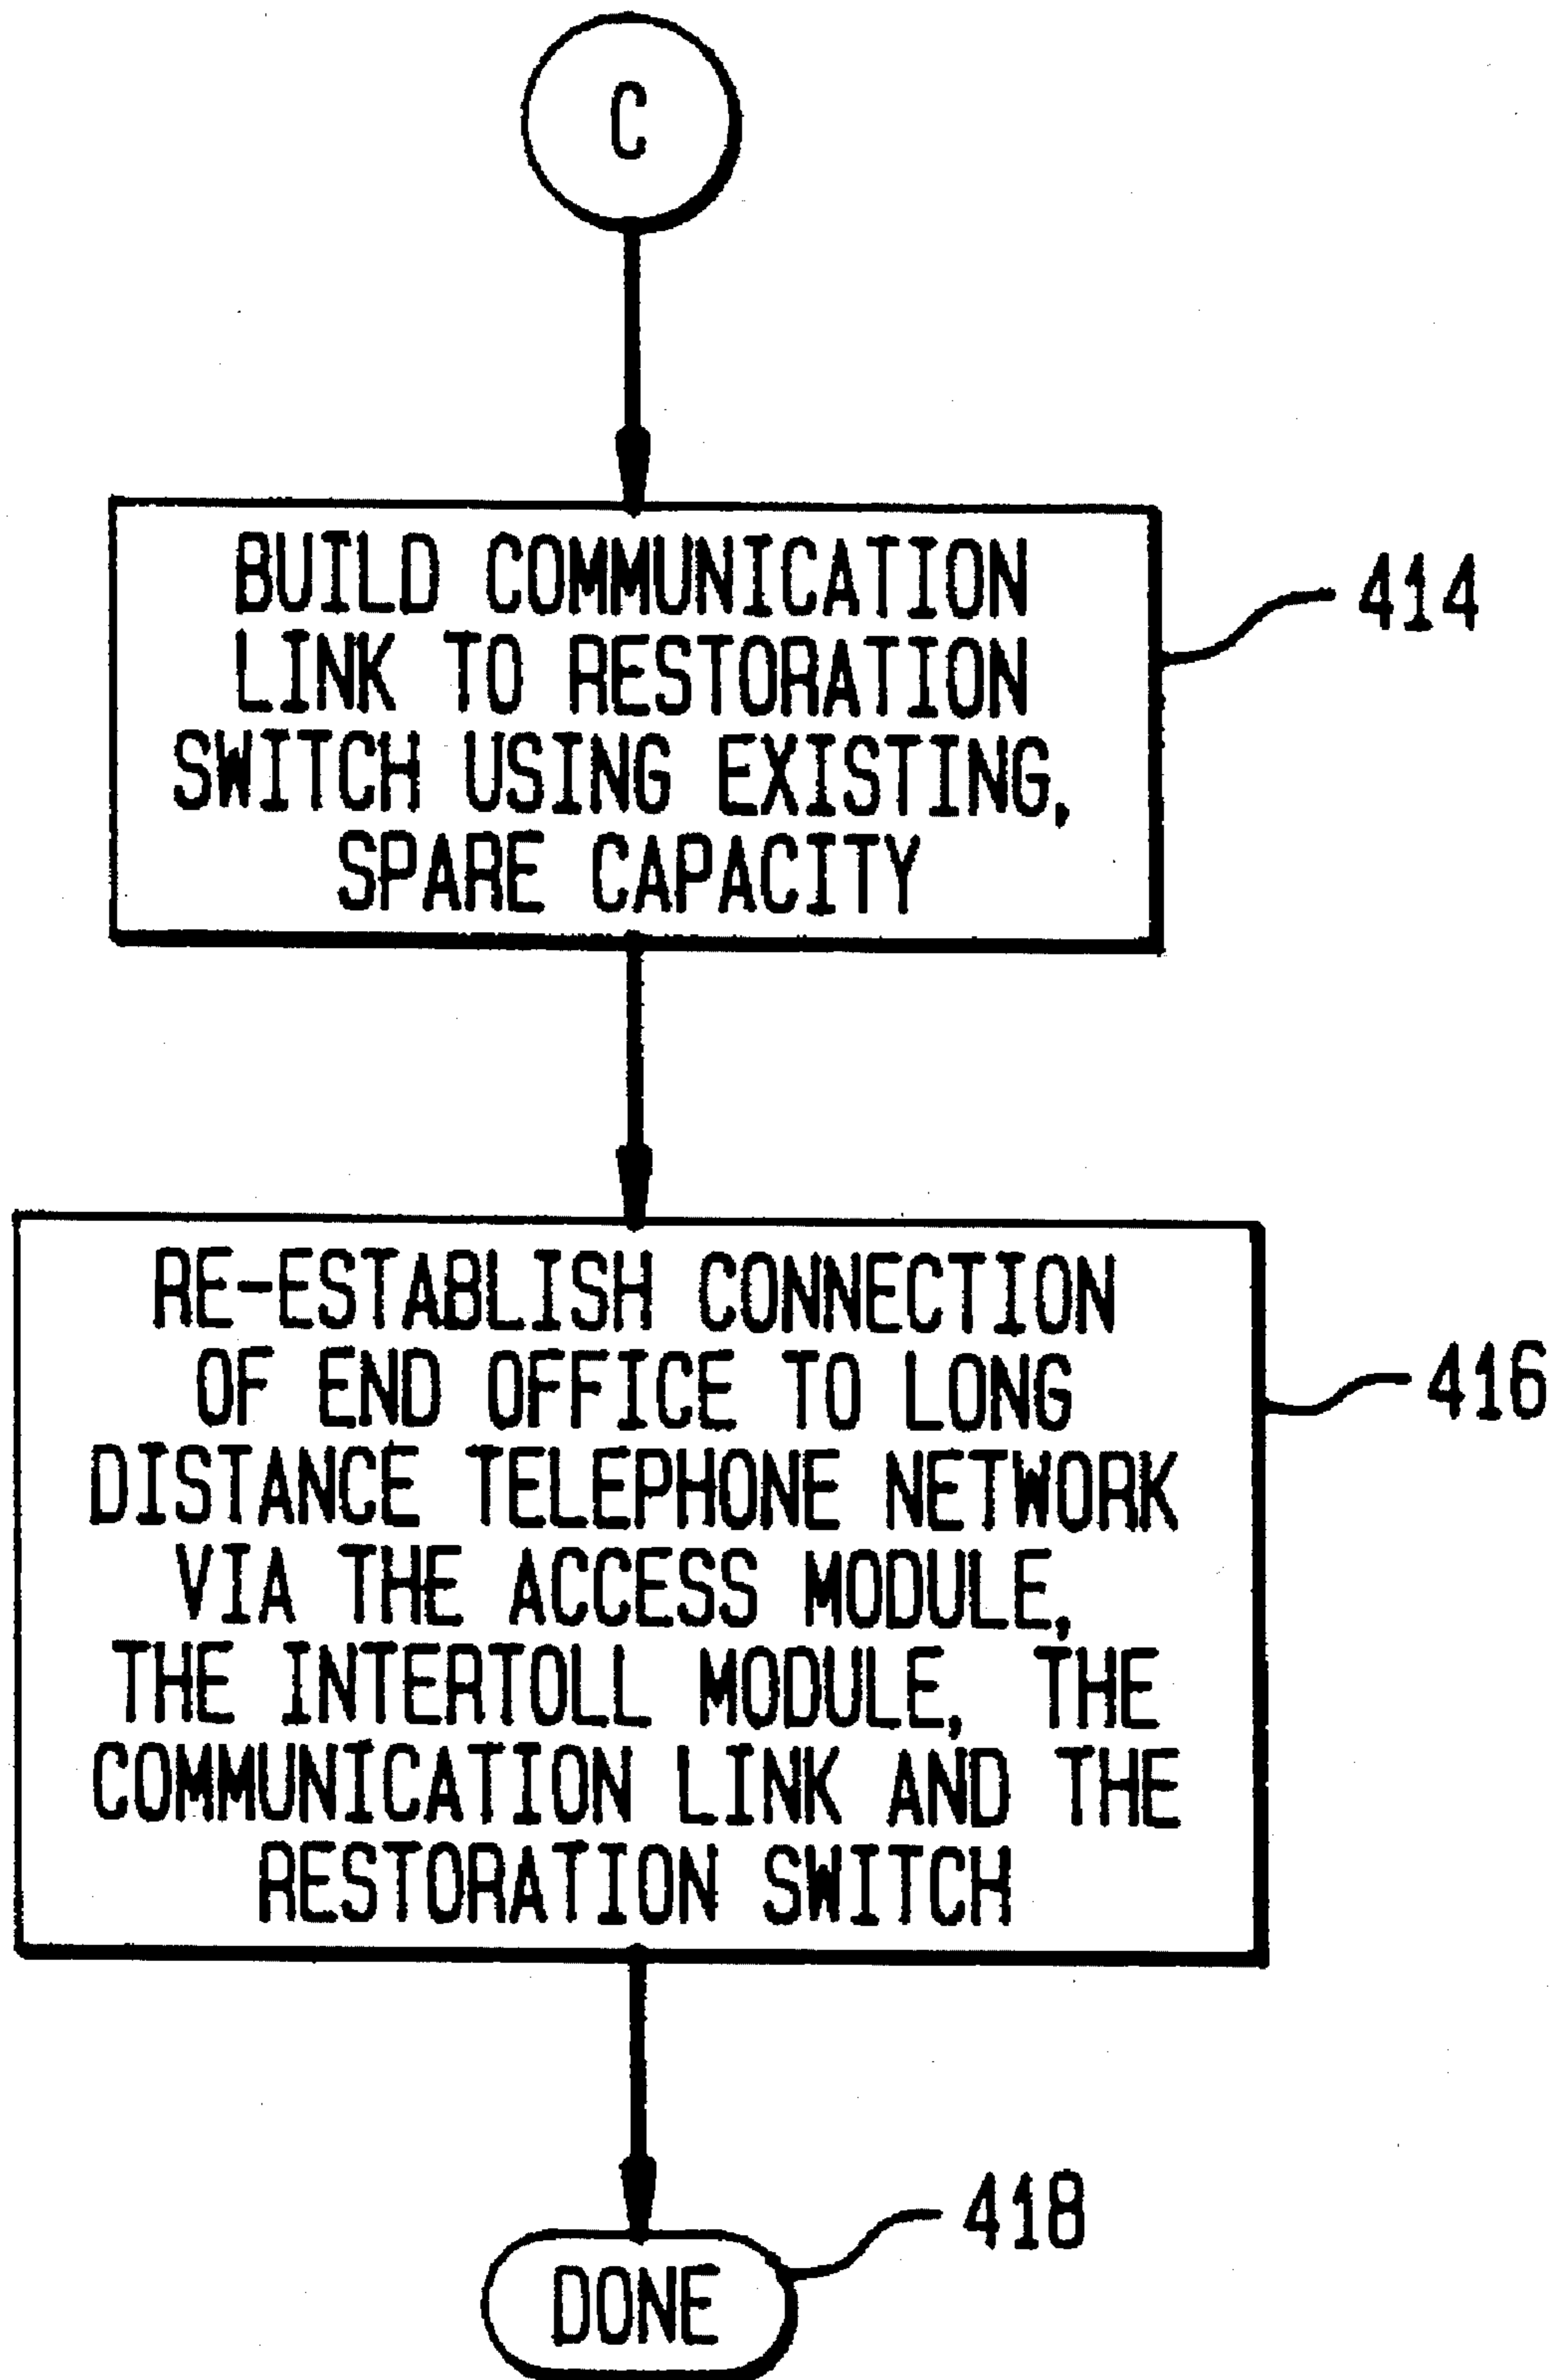 C
BUILD COMMUNICATION
LINK TO RESTORATION
SWITCH USING EXISTING,
SPARE CAPACITY
414
RE-ESTABLISH CONNECTION
OF END OFFICE TO LONG
DISTANCE TELEPHONE NETWORK
VIA THE ACCESS MODULE,
THE INTERTOLL MODULE, THE
COMMUNICATION LINK AND THE
RESTORATION SWITCH
416
418
DONE